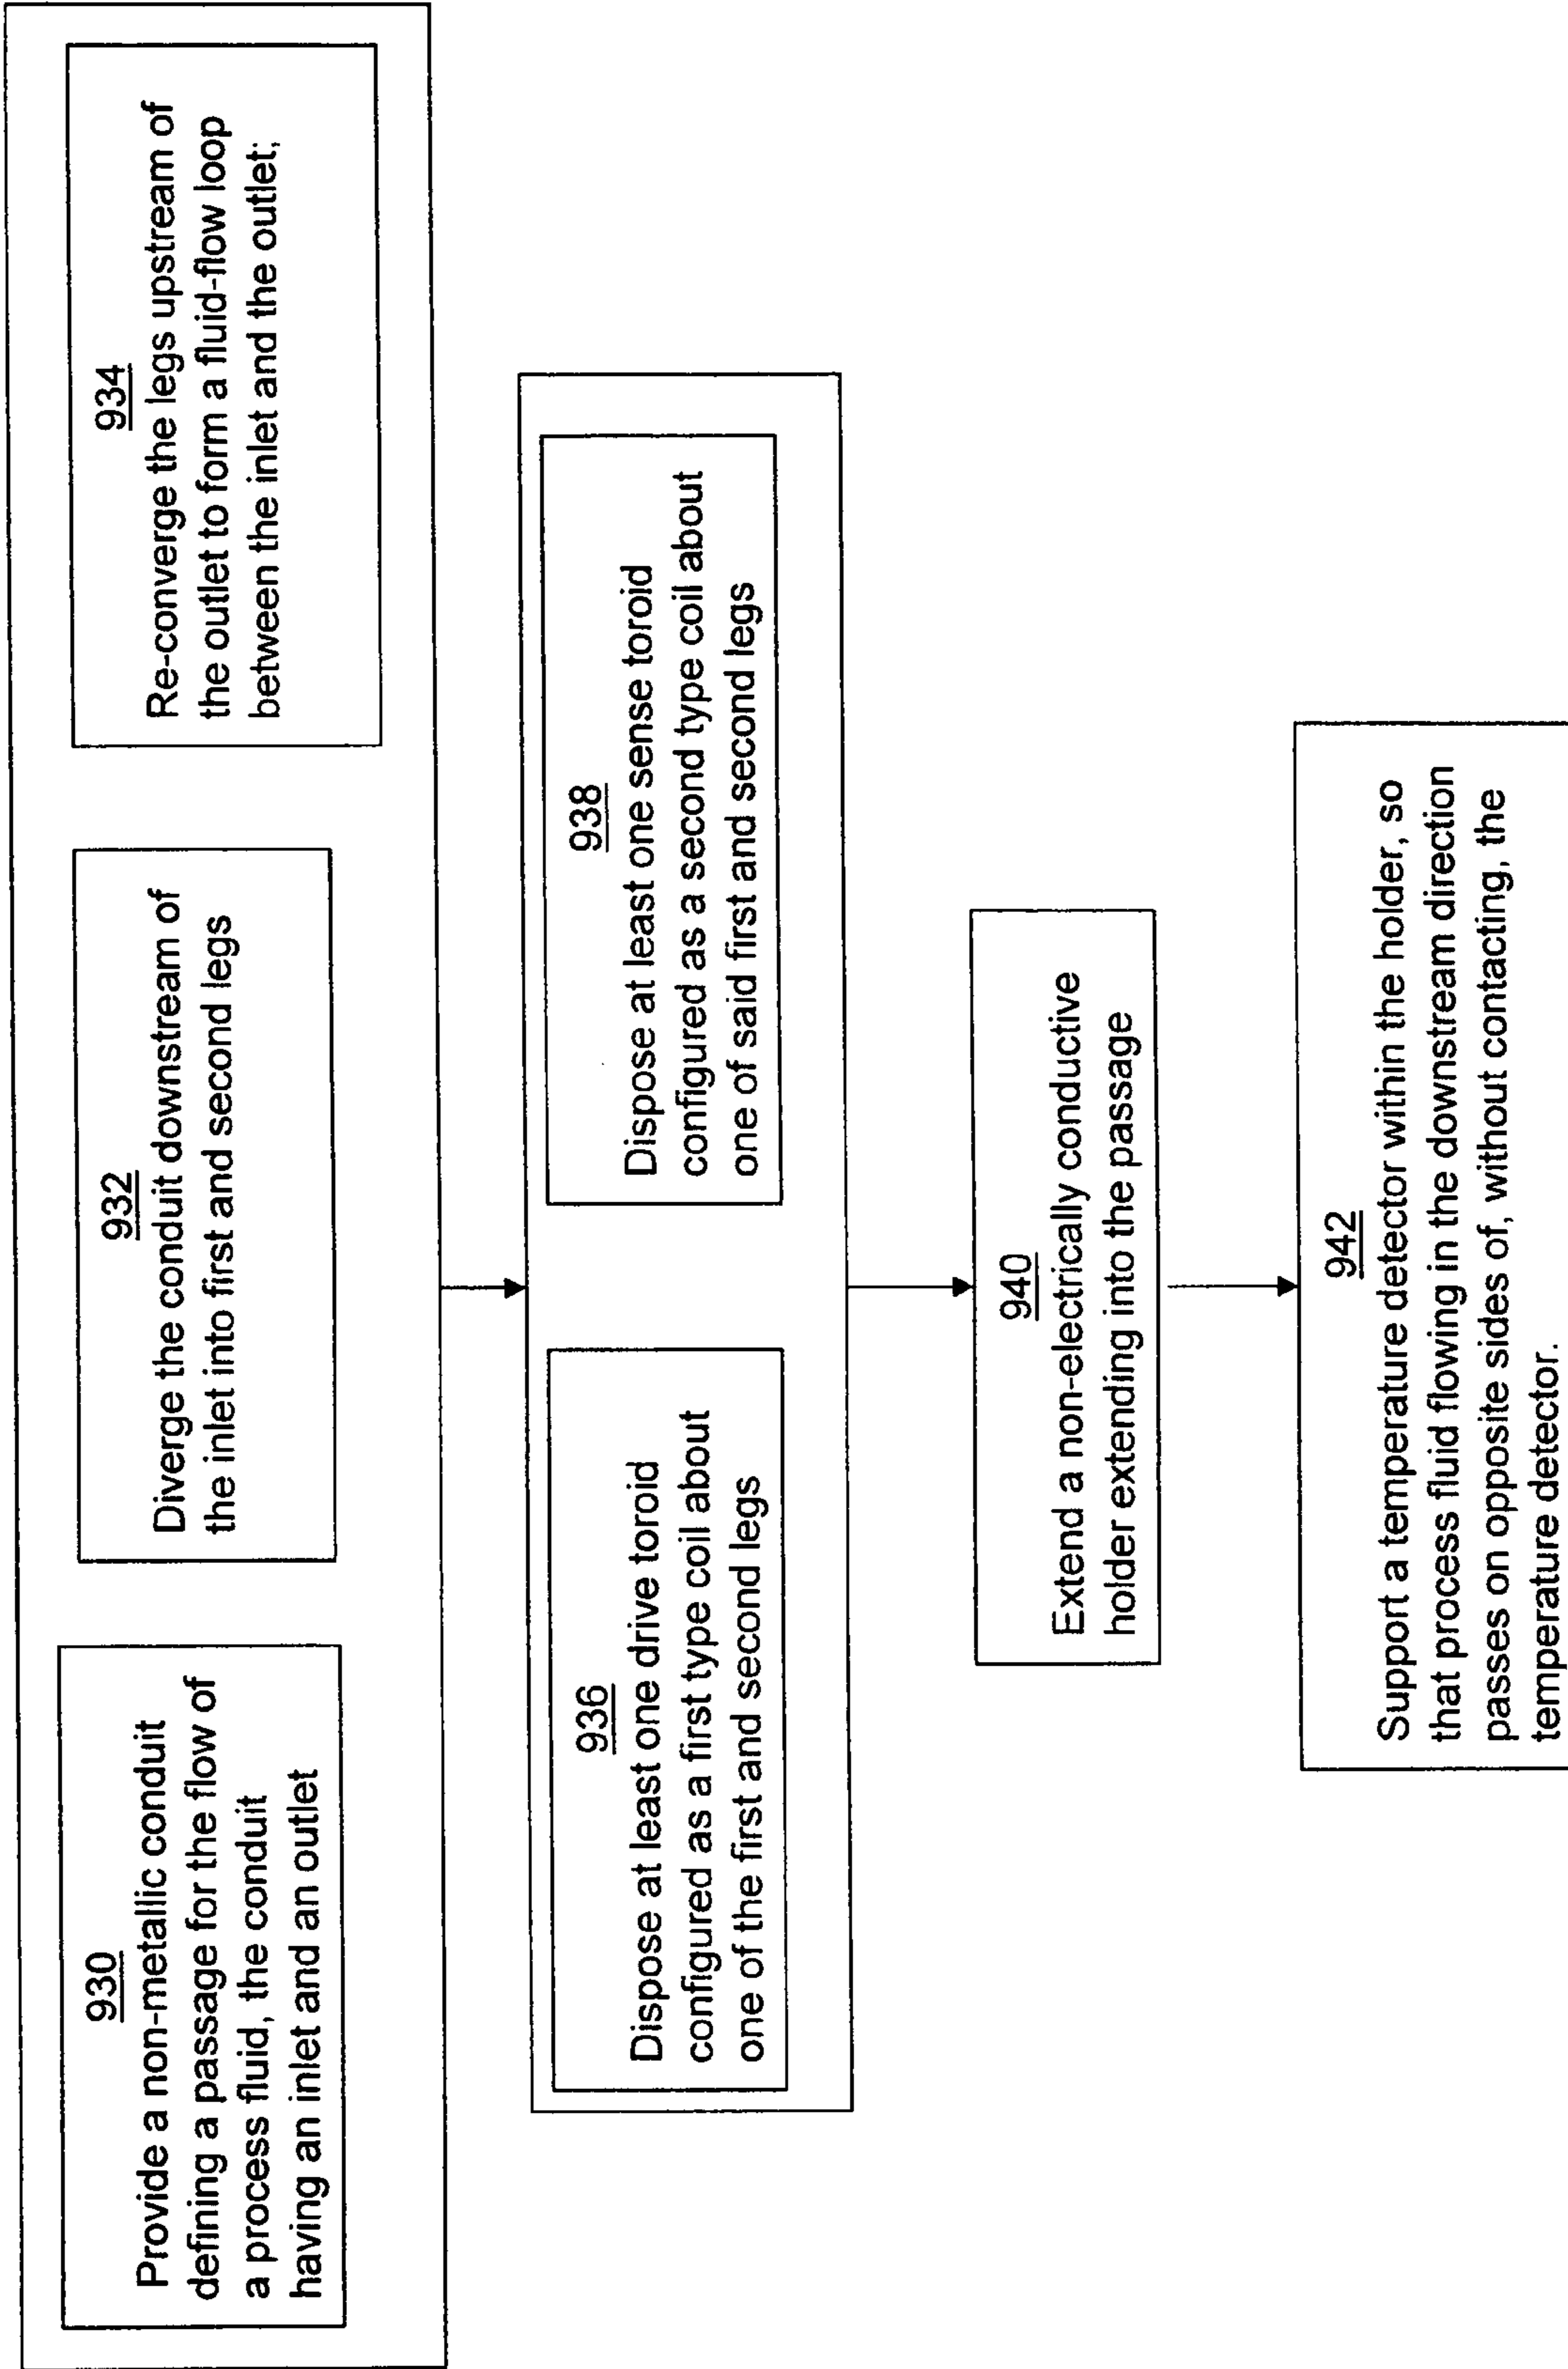 930
Provide a non-metallic conduit
defining a passage for the flow of
a process fluid, the conduit
having an inlet and an outlet
932
Diverge the conduit downstream of
the inlet into first and second legs
934
Re-converge the legs upstream of
the outlet to form a fluid-flow loop
between the inlet and the outlet;
936
Dispose at least one drive toroid
configured as a first type coil about
one of the first and second legs
938
Dispose at least one sense toroid
configured as a second type coil about
one of said first and second legs
940
Extend a non-electrically conductive
holder extending into the passage
942
Support a temperature detector within the holder, so
that process fluid flowing in the downstream direction
passes on opposite sides of, without contacting, the
temperature detector.